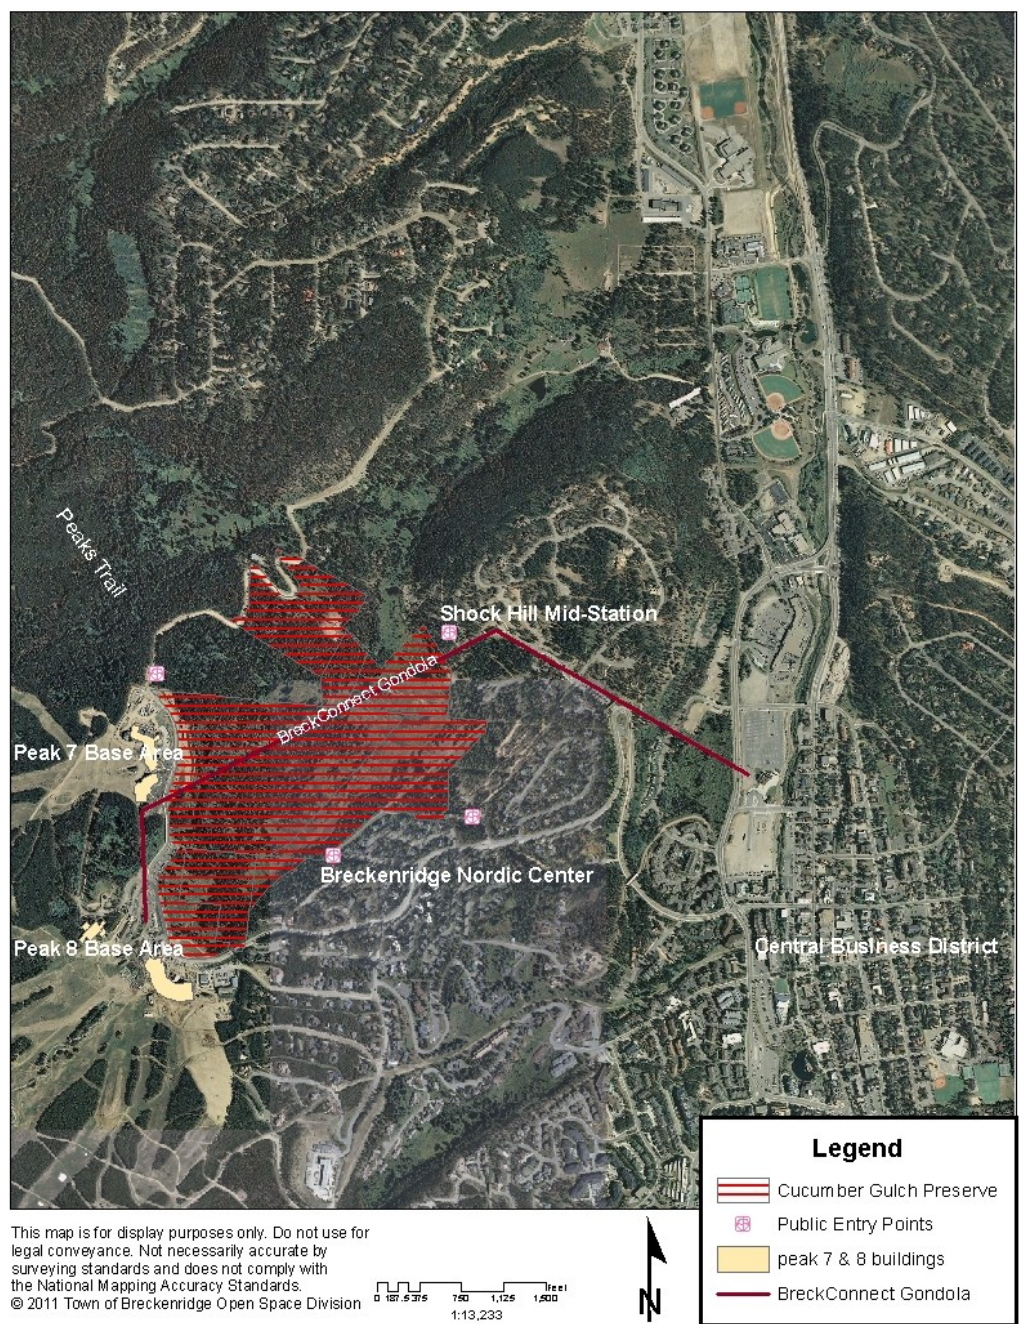 Peaks Trail
Shock Hill Mid-Station
BreckConnect Gondola
Peak 7 Base Area
Breckenridge Nordic Center
Peak 8 Base Area
Central Business District
Legend
Cucumber Gulch Preserve
Public Entry Points
peak 7 & 8 buildings
BreckConnect Gondola
This map is for display purposes only. Do not use for
legal conveyance. Not necessarily accurate by
surveying standards and does not comply with
the National Mapping Accuracy Standards.
© 2011 Town of Breckenridge Open Space Division
Feet
0 187.5 375 750 1,125 1,500
1:13,233
N